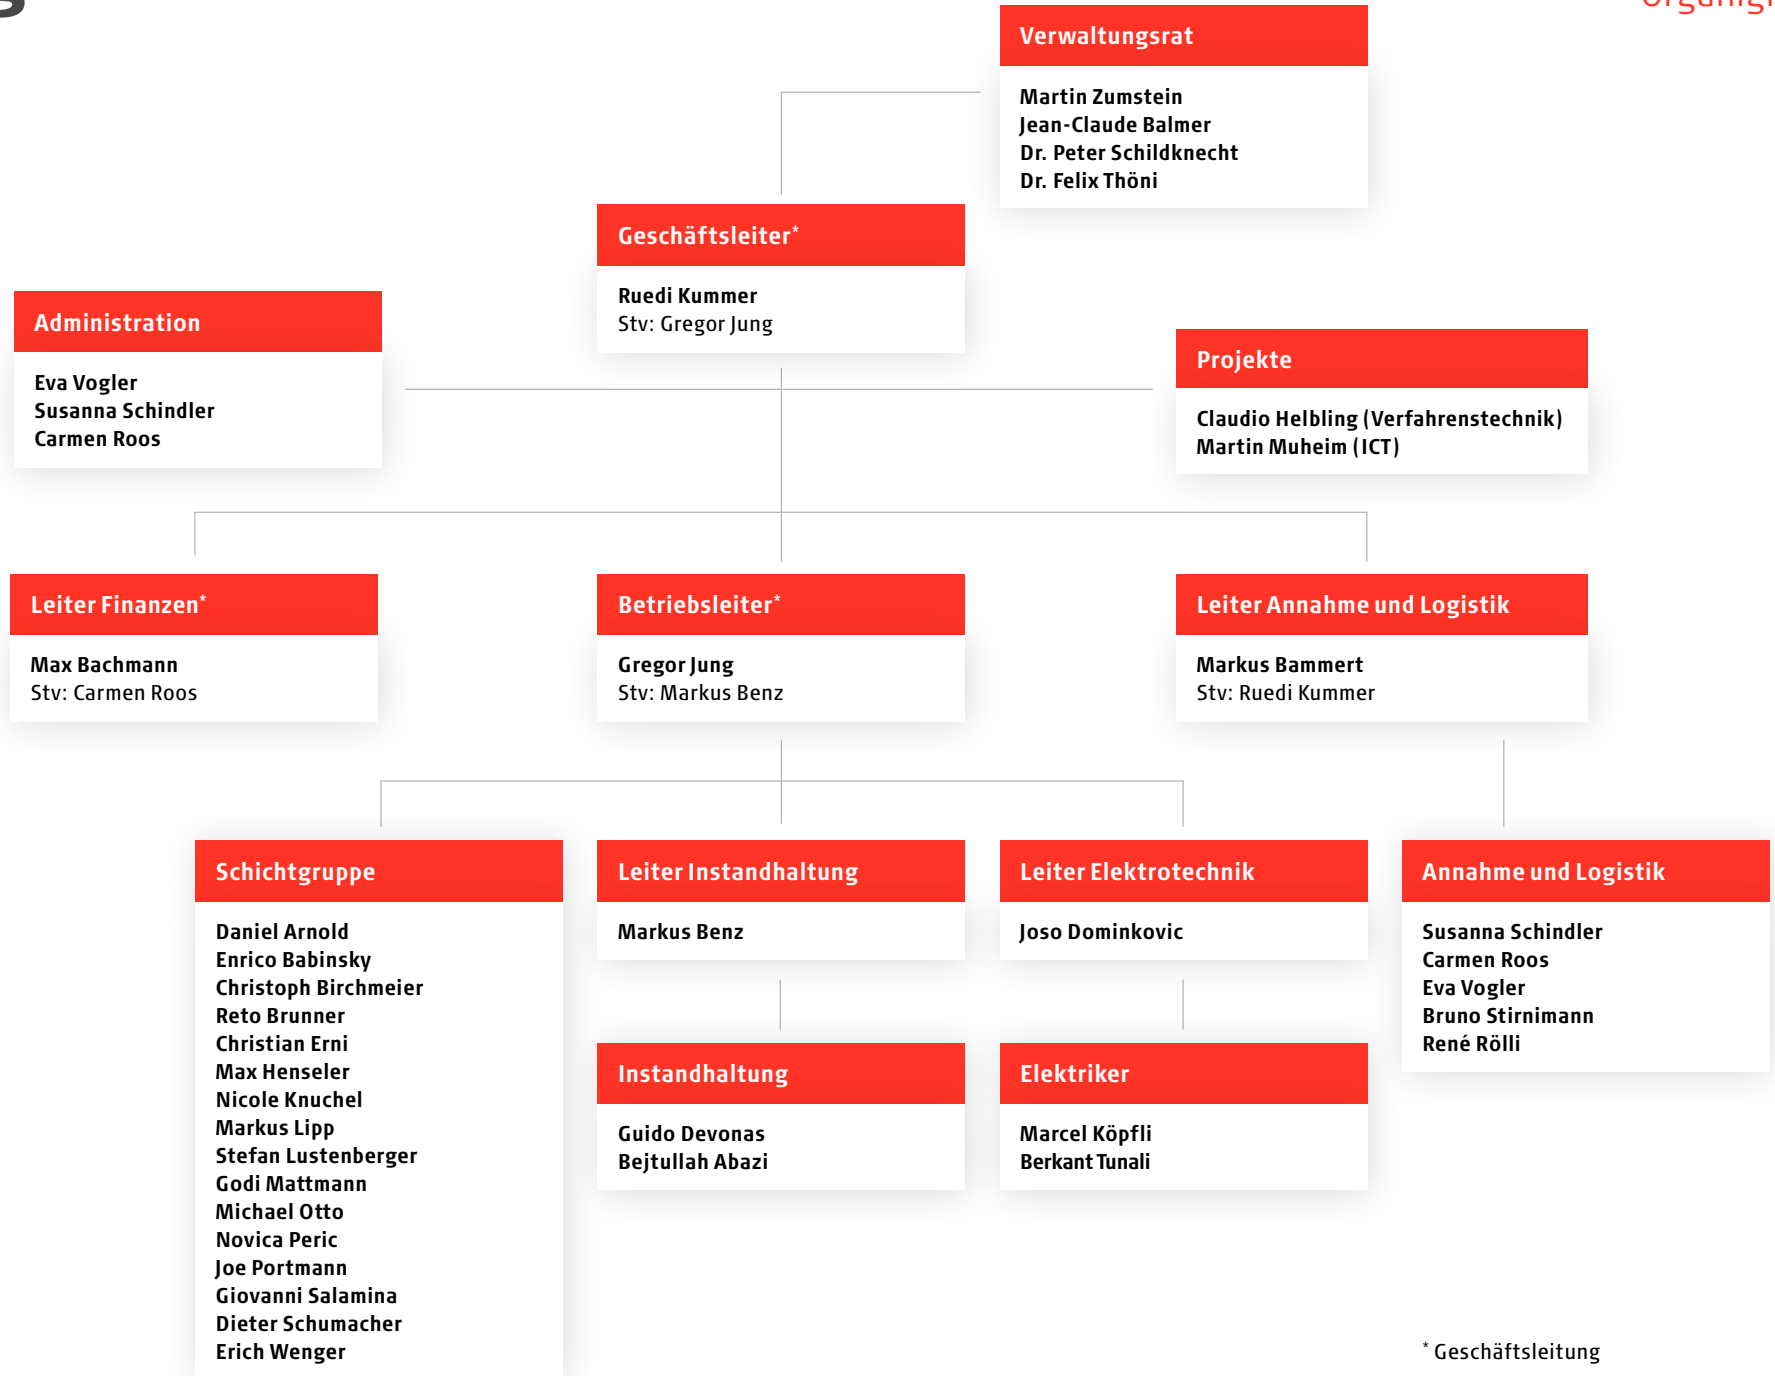 Verwaltungsrat
Martin Zumstein
Jean-Claude Balmer
Dr. Peter Schildknecht
Dr. Felix Thöni
Geschäftsleiter*
Ruedi Kummer
Stv: Gregor Jung
Administration
Eva Vogler
Susanna Schindler
Carmen Roos
Projekte
Claudio Helbling (Verfahrenstechnik)
Martin Muheim (ICT)
Leiter Finanzen*
Max Bachmann
Stv: Carmen Roos
Betriebsleiter*
Gregor Jung
Stv: Markus Benz
Leiter Annahme und Logistik
Markus Bammert
Stv: Ruedi Kummer
Schichtgruppe
Daniel Arnold
Enrico Babinsky
Christoph Birchmeier
Reto Brunner
Christian Erni
Max Henseler
Nicole Knuchel
Markus Lipp
Stefan Lustenberger
Godi Mattmann
Michael Otto
Novica Peric
Joe Portmann
Giovanni Salamina
Dieter Schumacher
Erich Wenger
Leiter Instandhaltung
Markus Benz
Instandhaltung
Guido Devonas
Bejtullah Abazi
Leiter Elektrotechnik
Joso Dominkovic
Elektriker
Marcel Köpfli
Berkant Tunali
Annahme und Logistik
Susanna Schindler
Carmen Roos
Eva Vogler
Bruno Stirnimann
René Rölli
* Geschäftsleitung